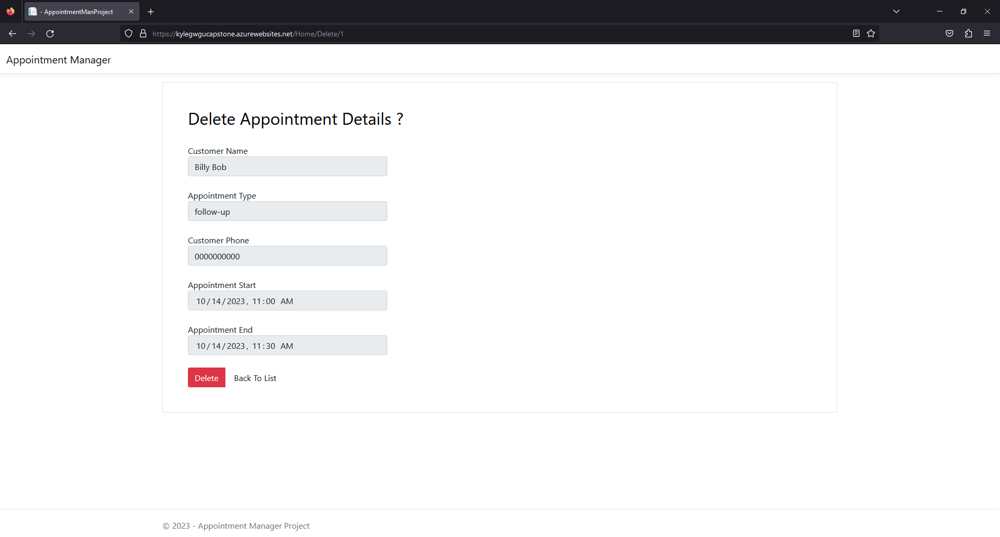 - AppointmentManProject
https://kylegwgucapstone.azurewebsites.net/Home/Delete/1
Appointment Manager
Delete Appointment Details ?
Customer Name
Billy Bob
Appointment Type
follow-up
Customer Phone
0000000000
Appointment Start
10/14/2023, 11:00 AM
Appointment End
10/14/2023, 11:30 AM
Delete Back To List
© 2023 - Appointment Manager Project